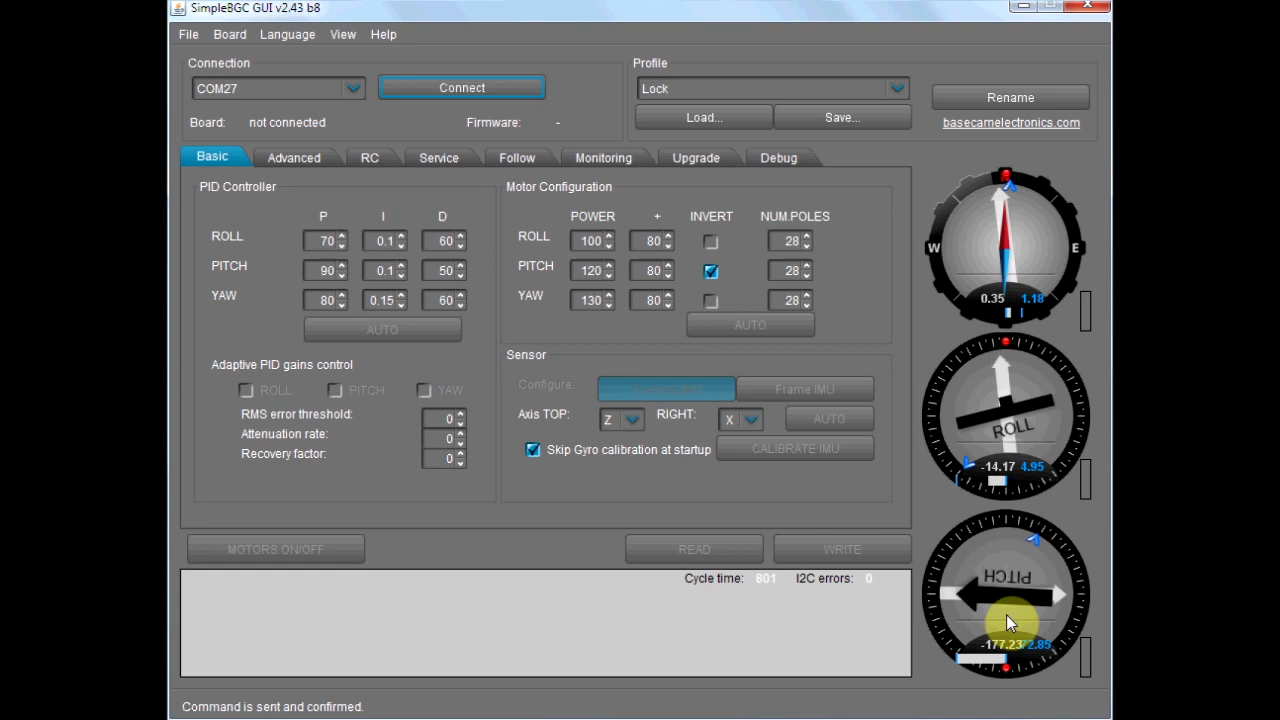 SimpleBGC GUI v2.43 b8
File Board Language View Help
Connection
COM27
Connect
Board: not connected
Firmware: -
Profile
Lock
Load...
Save...
Rename
basecamelectronics.com
Basic Advanced RC Service Follow Monitoring Upgrade Debug
PID Controller
P I D
ROLL 70 0.1 60
PITCH 90 0.1 50
YAW 80 0.15 60
AUTO
Adaptive PID gains control
ROLL PITCH YAW
RMS error threshold: 0
Attenuation rate: 0
Recovery factor: 0
Motor Configuration
POWER + INVERT NUM.POLES
ROLL 100 80 28
PITCH 120 80 28
YAW 130 80 28
AUTO
Sensor
Configure: Frame IMU
Axis TOP: Z RIGHT: X AUTO
Skip Gyro calibration at startup CALIBRATE IMU
W E
0.35 1.18
ROLL
-14.17 4.95
PITCH
-177.23
MOTORS ON/OFF
READ
WRITE
Cycle time: 801 I2C errors: 0
Command is sent and confirmed.